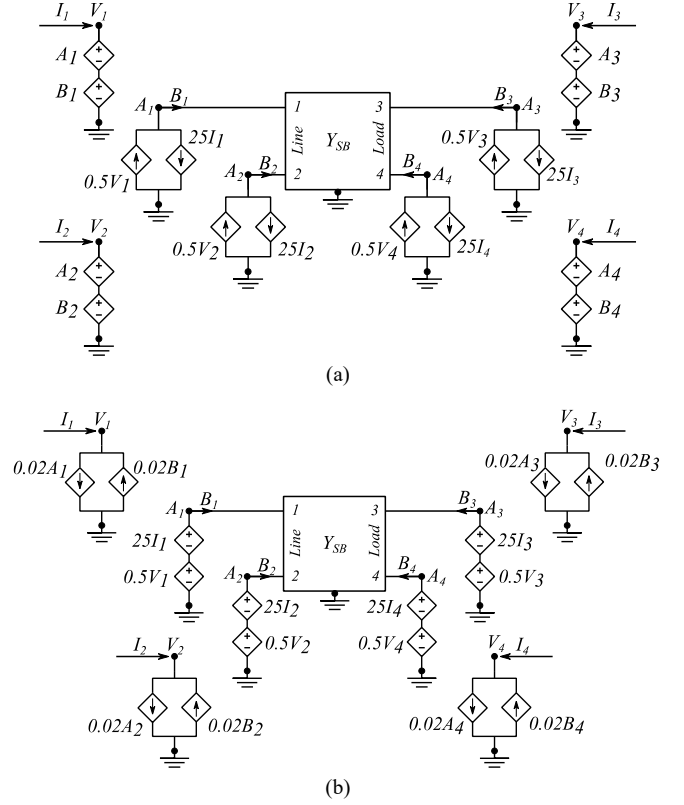 I1 V1
V3 I3
A1
B1
A3
B3
A1 B1 1 3 B3 A3
25I1 Line YSB Load 0.5V3
A2 B2 2 4 B4 A4
0.5V1 25I3
I2 V2
V4 I4
0.5V2 25I2 0.5V4 25I4
A2
B2
A4
B4
(a)
I1 V1
V3 I3
0.02A1 0.02B1
0.02A3 0.02B3
A1 B1 1 3 B3 A3
25I1 Line YSB Load 25I3
0.5V1 A2 B2 2 4 B4 A4 0.5V3
25I2 25I4
0.5V2 0.5V4
I2 V2
V4 I4
0.02A2 0.02B2
0.02A4 0.02B4
(b)